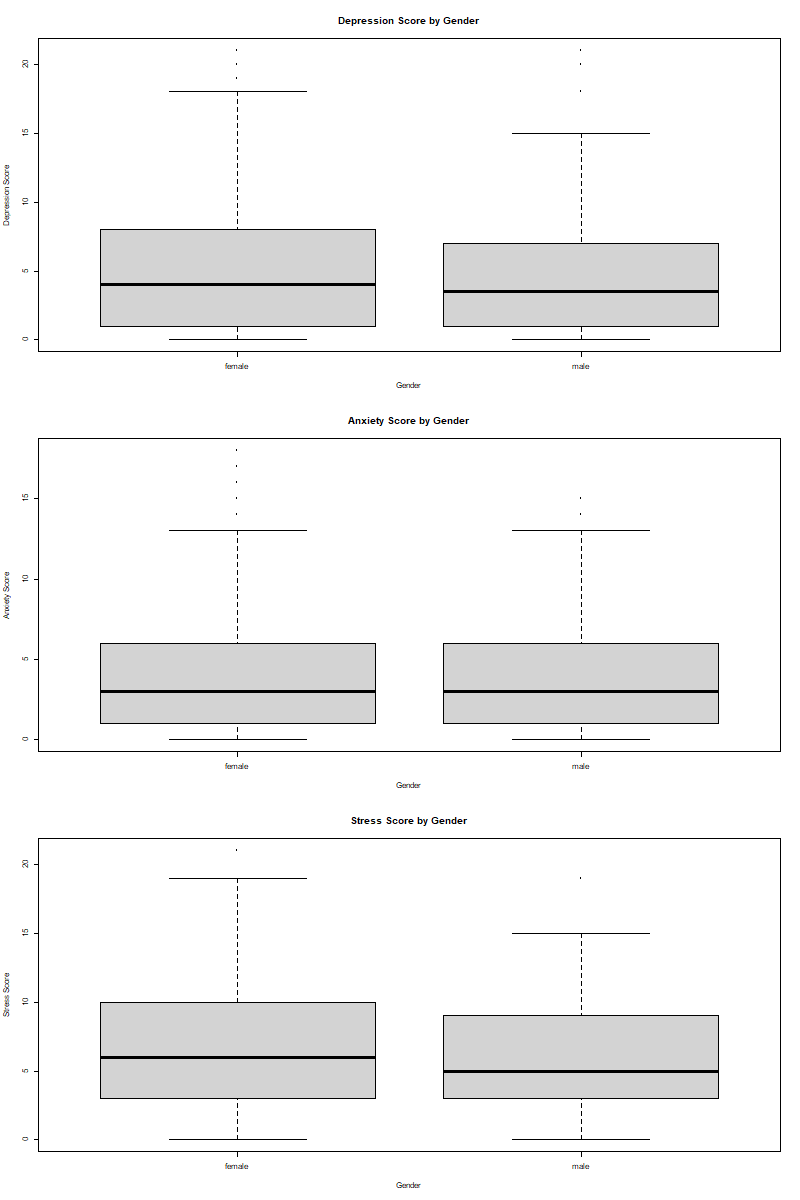 Depression Score by Gender
20
15
10
5
0
Depression Score
female male
Gender
Anxiety Score by Gender
15
10
5
0
Anxiety Score
female male
Gender
Stress Score by Gender
20
15
10
5
0
Stress Score
female male
Gender